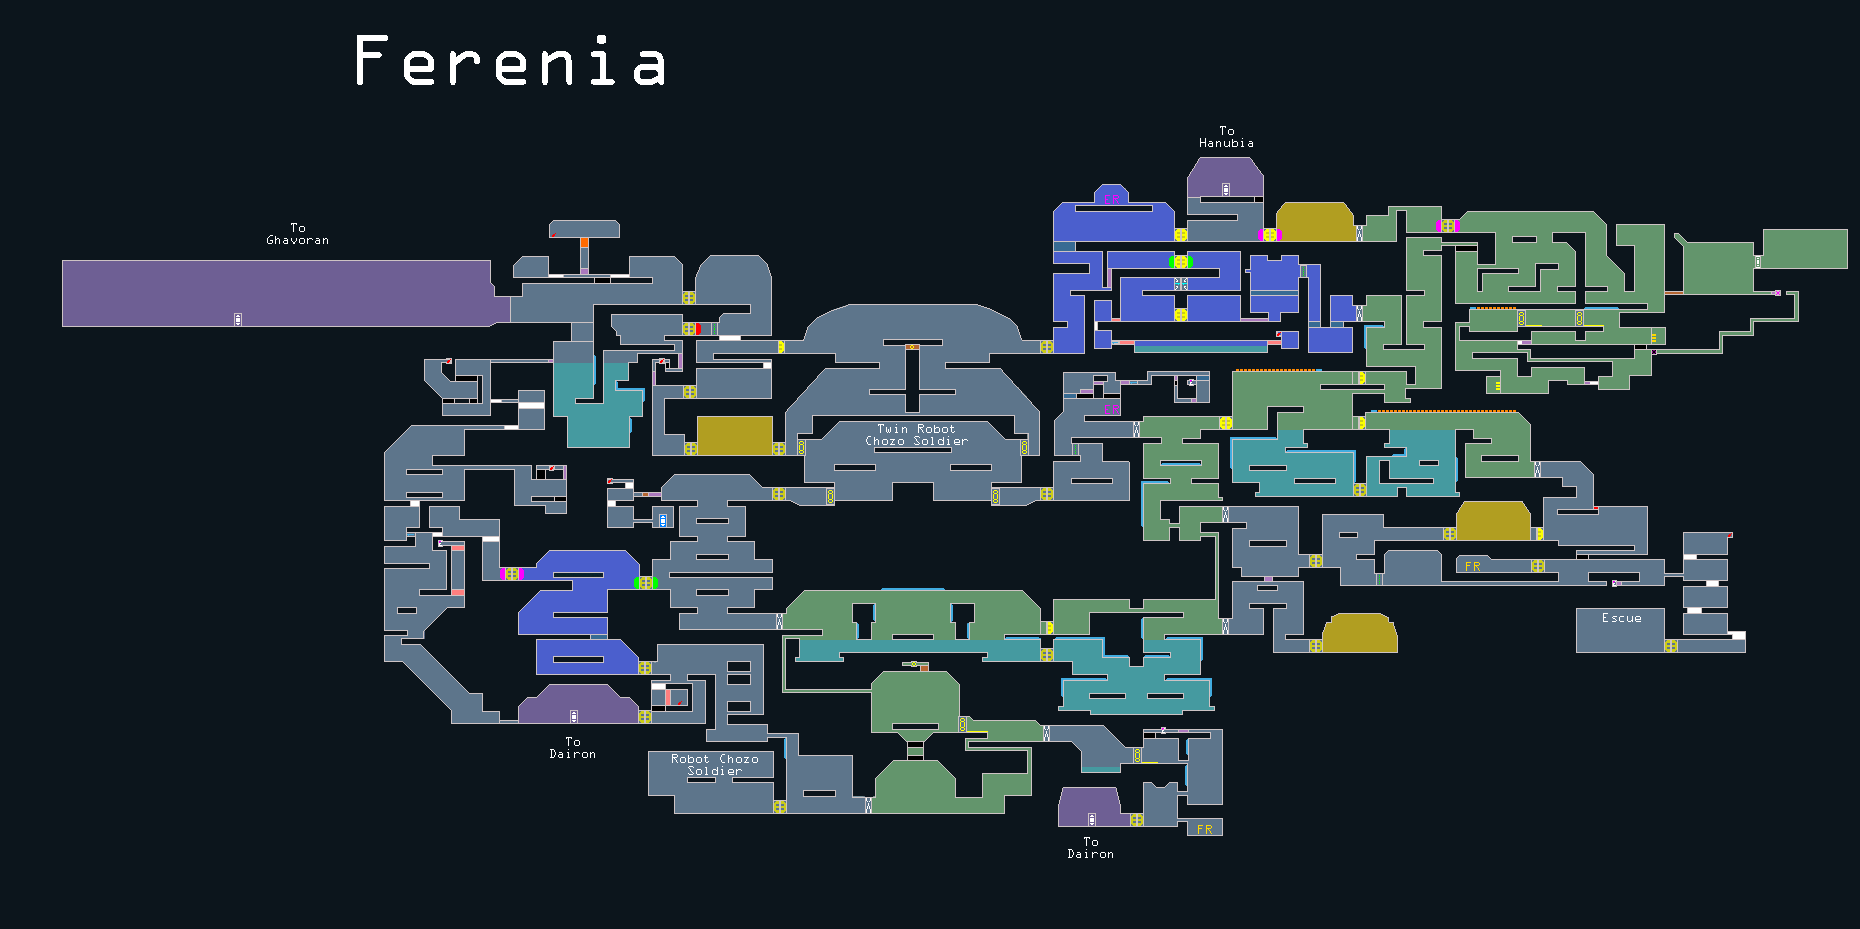 Ferenia
To
Hanubia
To
Ghavoran
Twin Robot
Chozo Soldier
FR
Escue
To
Dairon
Robot Chozo
Soldier
FR
To
Dairon